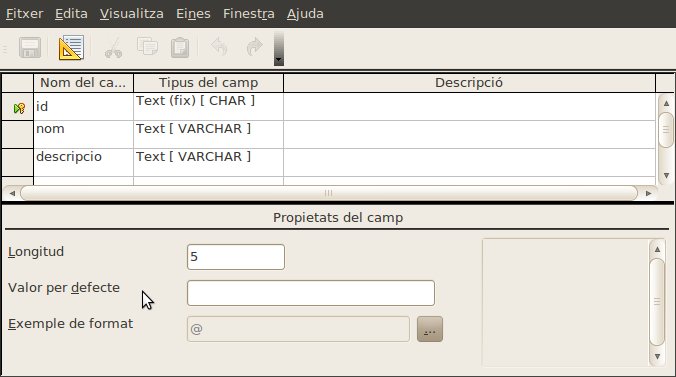 Fitxer Edita Visualitza Eines Finestra Ajuda
Nom del ca... Tipus del camp Descripció
id Text (fix) [ CHAR ]
nom Text [ VARCHAR ]
descripcio Text [ VARCHAR ]
Propietats del camp
Longitud 5
Valor per defecte
Exemple de format @ ...